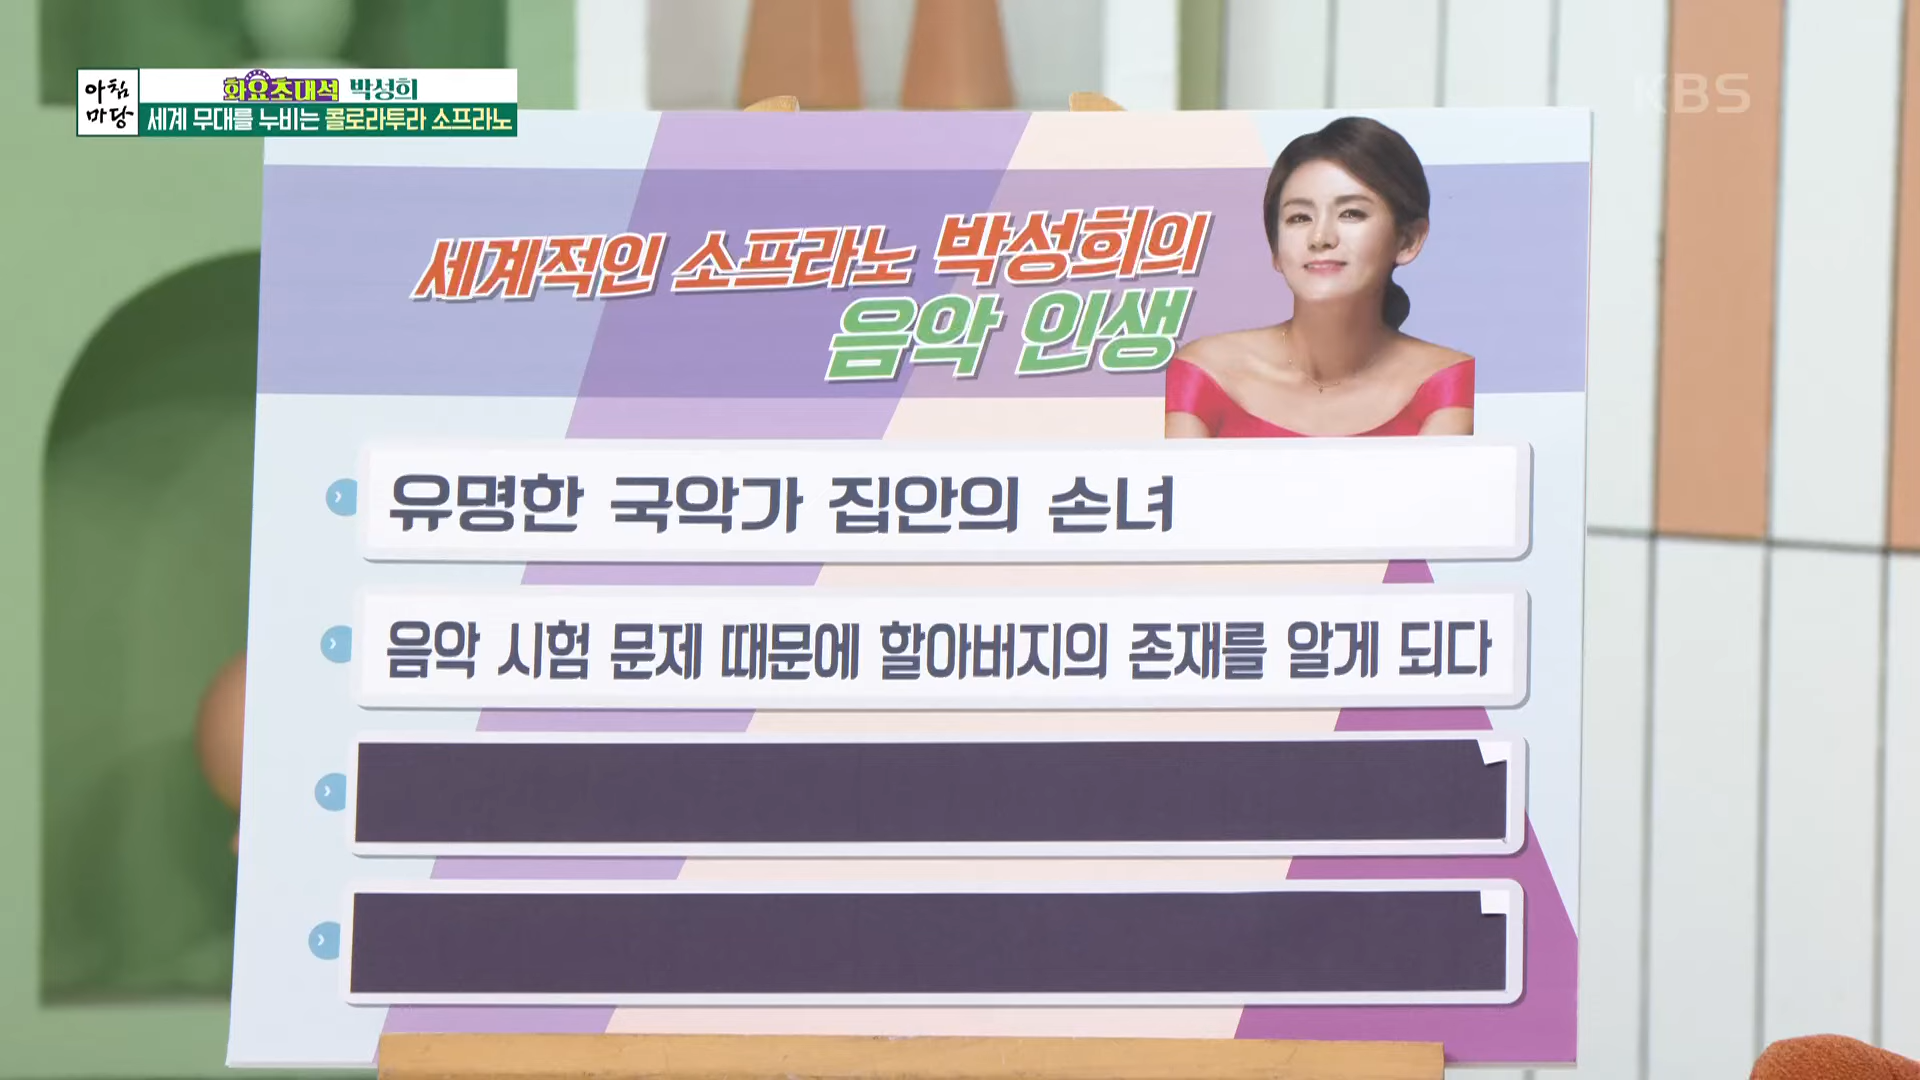 아침
마당
화요초대석 박성희
세계 무대를 누비는 콜로라투라 소프라노
KBS
세계적인 소프라노 박성희의
음악 인생
유명한 국악가 집안의 손녀
음악 시험 문제 때문에 할아버지의 존재를 알게 되다